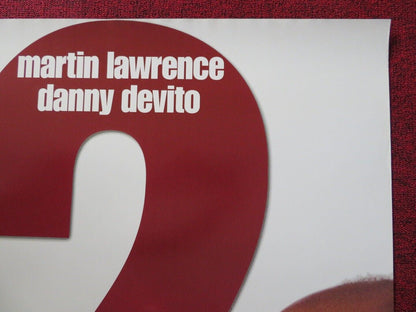 martin lawrence
danny devito
?